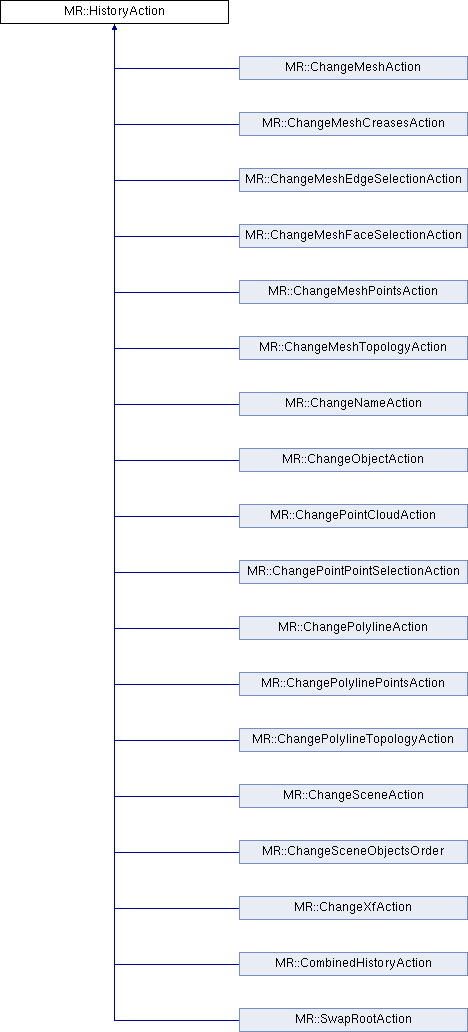 MR::HistoryAction
MR::ChangeMeshAction
MR::ChangeMeshCreasesAction
MR::ChangeMeshEdgeSelectionAction
MR::ChangeMeshFaceSelectionAction
MR::ChangeMeshPointsAction
MR::ChangeMeshTopologyAction
MR::ChangeNameAction
MR::ChangeObjectAction
MR::ChangePointCloudAction
MR::ChangePointPointSelectionAction
MR::ChangePolylineAction
MR::ChangePolylinePointsAction
MR::ChangePolylineTopologyAction
MR::ChangeSceneAction
MR::ChangeSceneObjectsOrder
MR::ChangeXfAction
MR::CombinedHistoryAction
MR::SwapRootAction